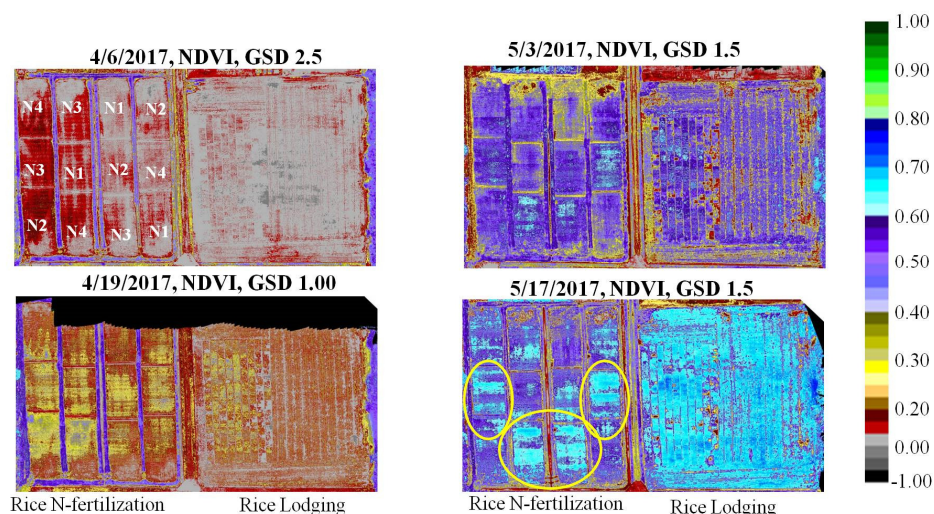 4/6/2017, NDVI, GSD 2.5
N4 N3 N1 N2
N3 N1 N2 N4
N2 N4 N3 N1
5/3/2017, NDVI, GSD 1.5
4/19/2017, NDVI, GSD 1.00
5/17/2017, NDVI, GSD 1.5
Rice N-fertilization Rice Lodging
Rice N-fertilization Rice Lodging
1.00
0.90
0.80
0.70
0.60
0.50
0.40
0.30
0.20
0.00
-1.00